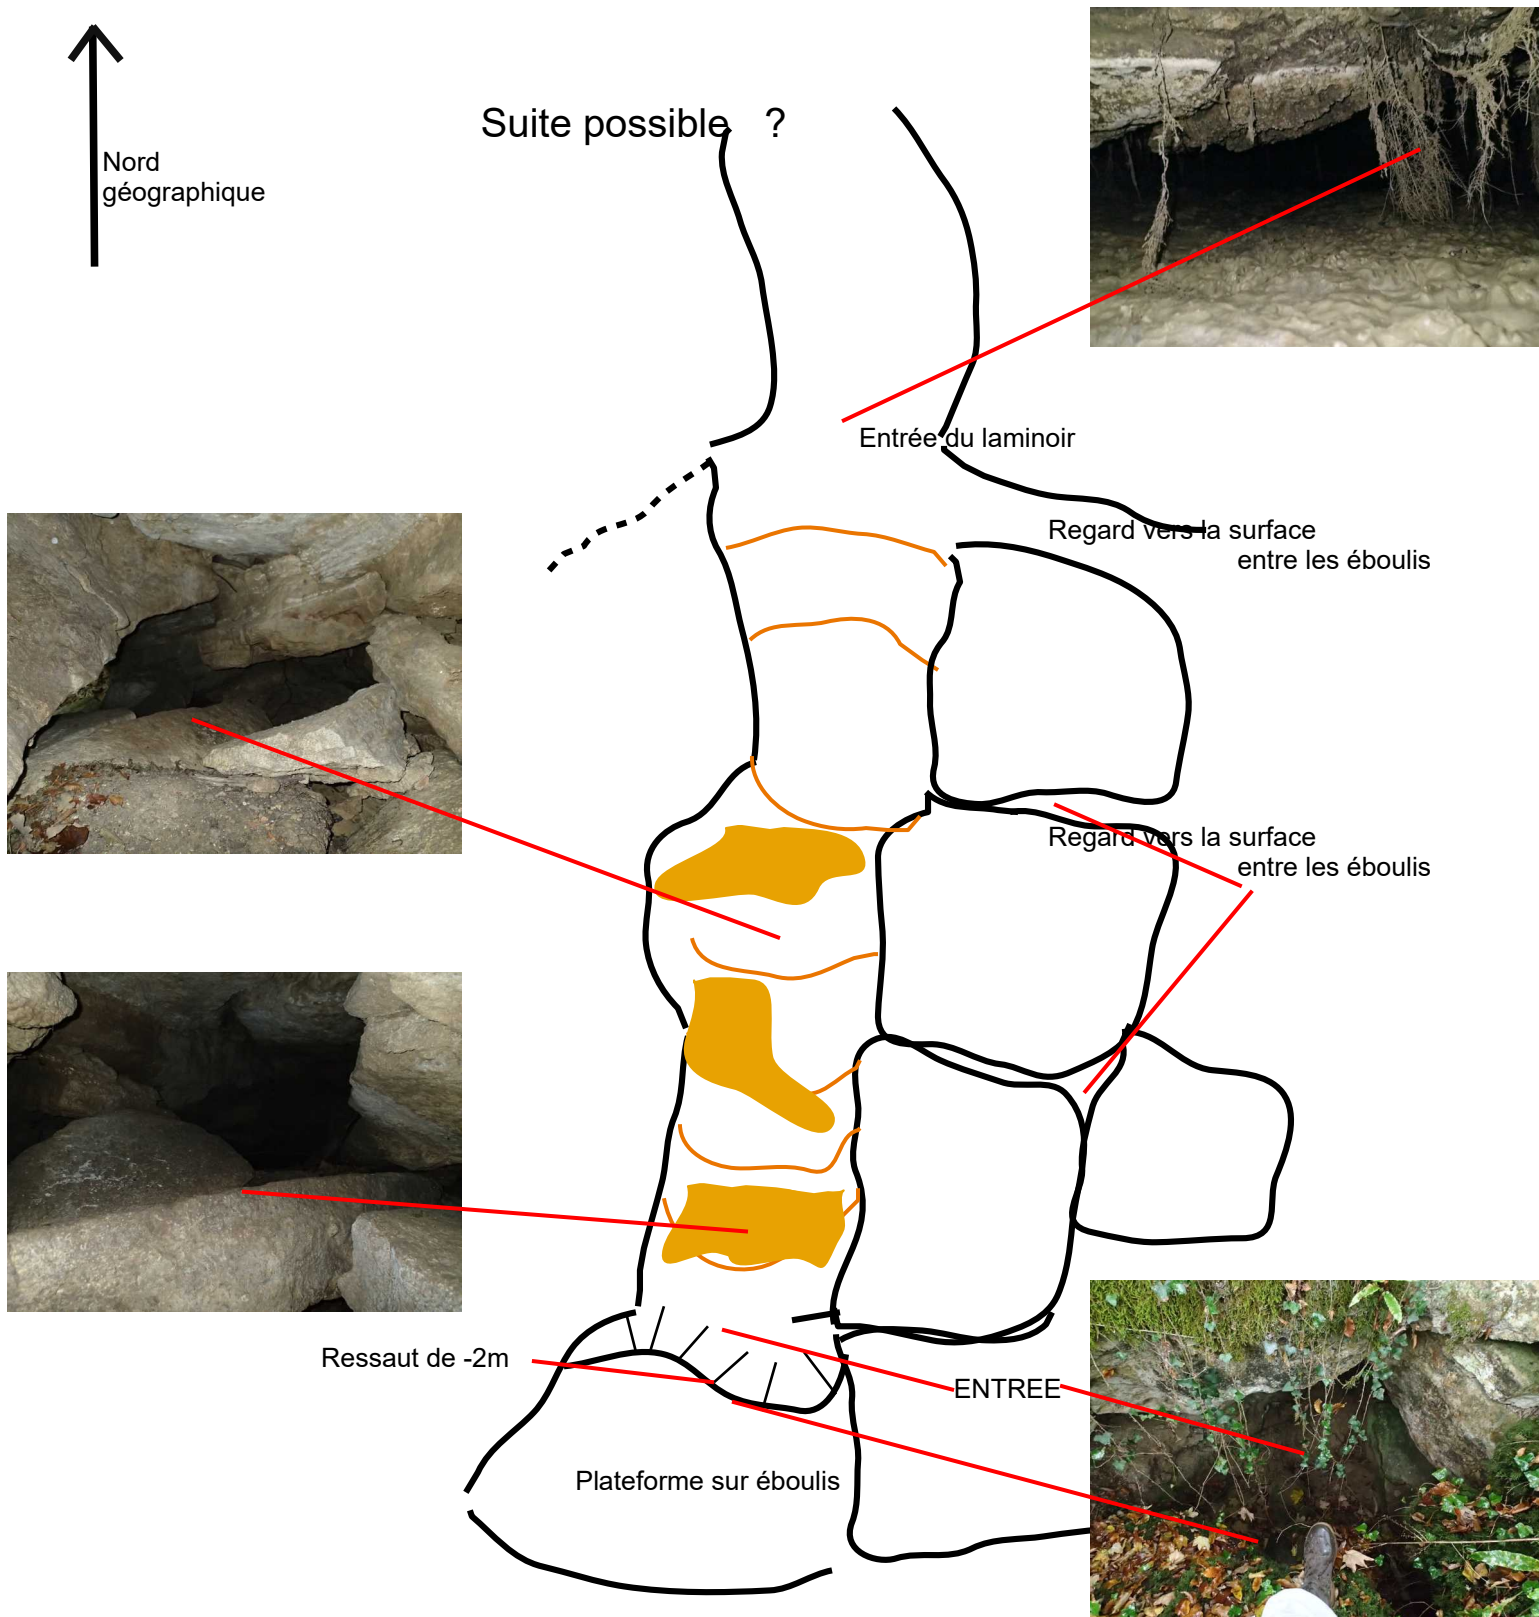 Suite possible ?
Nord
géographique
Entrée du laminoir
Regard vers la surface
entre les éboulis
Regard vers la surface
entre les éboulis
Ressaut de -2m
ENTREE
Plateforme sur éboulis